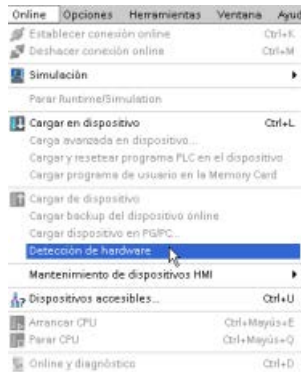 Online Opciones Herramientas Ventana Ayud
Establecer conexión online Ctrl+K
Deshacer conexión online Ctrl+M
Simulación
Parar Runtime/Simulation
Cargar en dispositivo Ctrl+L
Carga avanzada en dispositivo...
Cargar y resetear programa PLC en el dispositivo
Cargar programa de usuario en la Memory Card
Cargar de dispositivo
Cargar backup del dispositivo online
Cargar dispositivo en PG/PC...
Detección de hardware
Mantenimiento de dispositivos HMI
Dispositivos accesibles... Ctrl+U
Arrancar CPU Ctrl+Mayús+E
Parar CPU Ctrl+Mayús+Q
Online y diagnóstico Ctrl+D